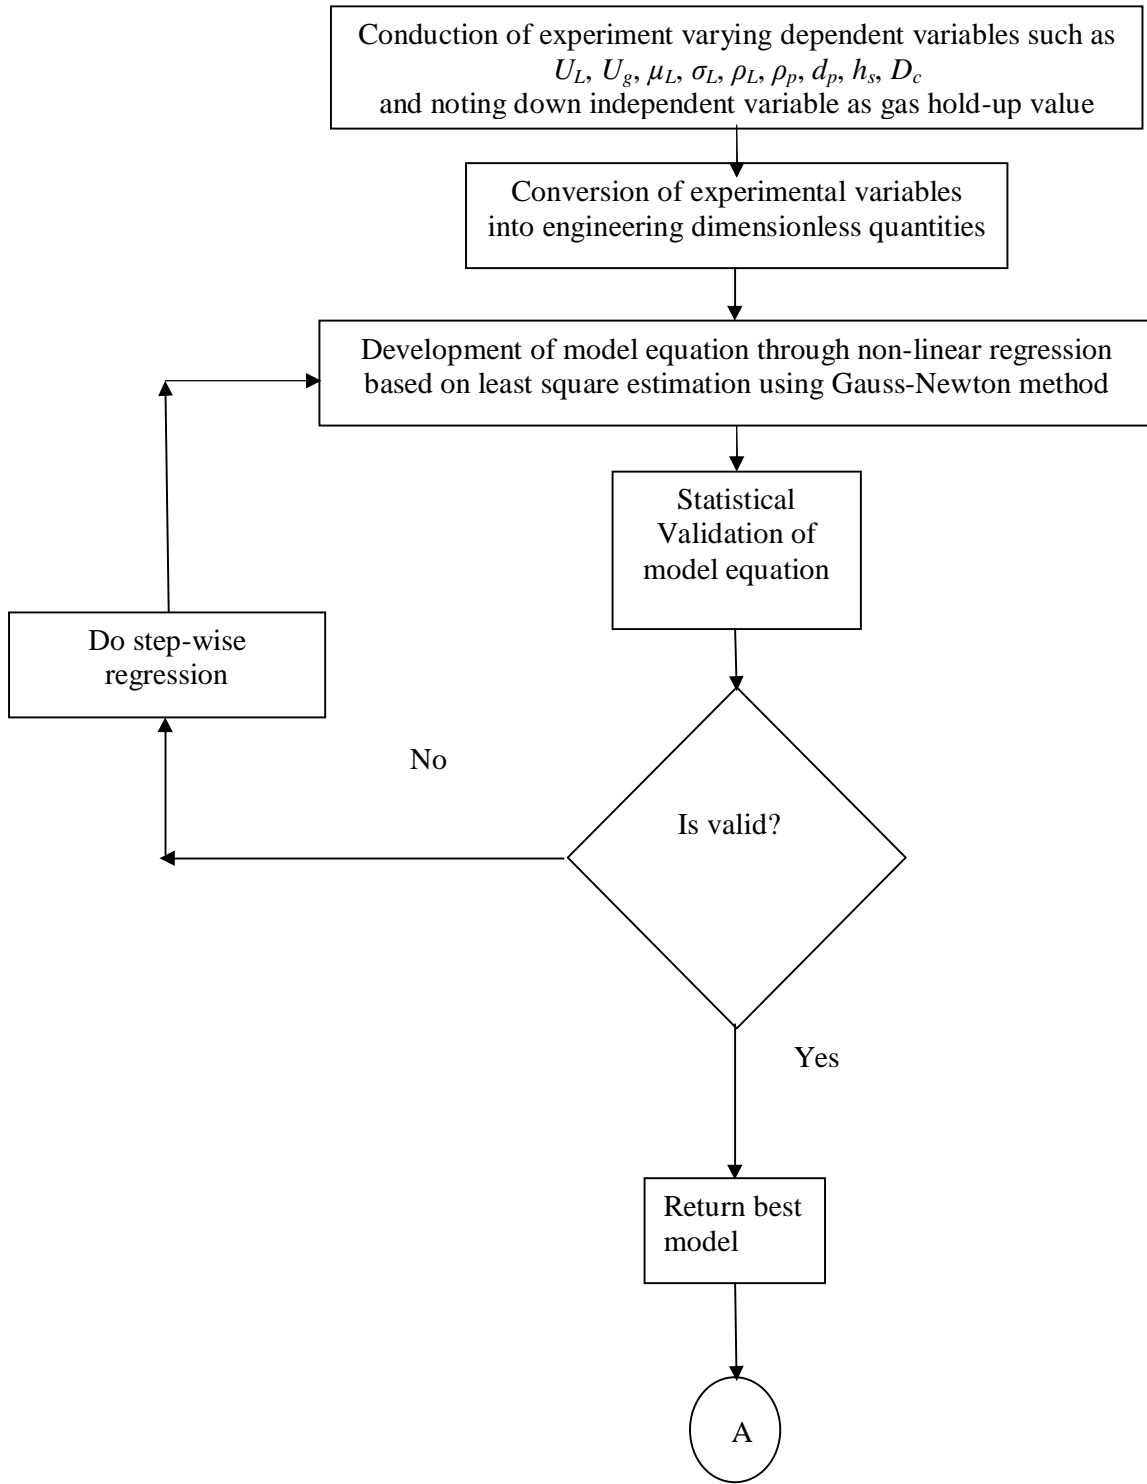 Conduction of experiment varying dependent variables such as
U_L, U_g, μ_L, σ_L, ρ_L, ρ_p, d_p, h_s, D_c
and noting down independent variable as gas hold-up value
Conversion of experimental variables
into engineering dimensionless quantities
Development of model equation through non-linear regression
based on least square estimation using Gauss-Newton method
Statistical
Validation of
model equation
Do step-wise
regression
No
Is valid?
Yes
Return best
model
A